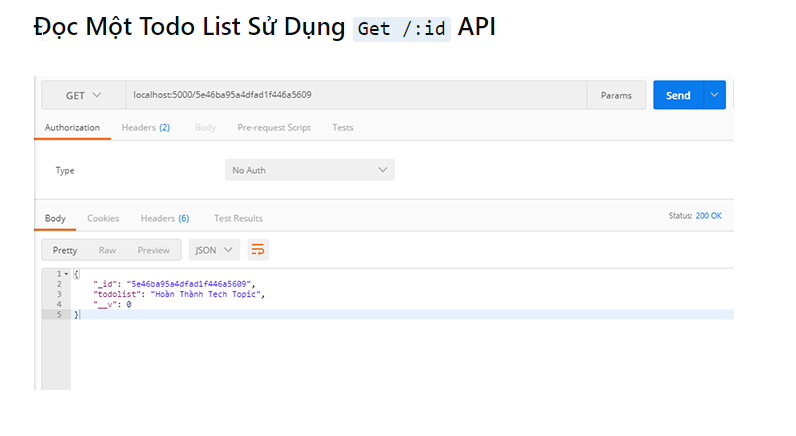 Đọc Một Todo List Sử Dụng Get /:id API
GET localhost:5000/5e46ba95a4dfad1f446a5609 Params Send
Authorization Headers (2) Body Pre-request Script Tests
Type No Auth
Body Cookies Headers (6) Test Results Status: 200 OK
Pretty Raw Preview JSON
1 {
2 "_id": "5e46ba95a4dfad1f446a5609",
3 "todolist": "Hoàn Thành Tech Topic",
4 "__v": 0
5 }